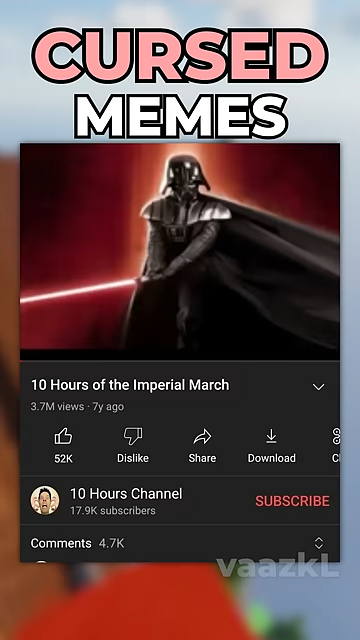 CURSED
MEMES
10 Hours of the Imperial March
3.7M views · 7y ago
52K Dislike Share Download
10 Hours Channel SUBSCRIBE
17.9K subscribers
Comments 4.7K
vaazkL